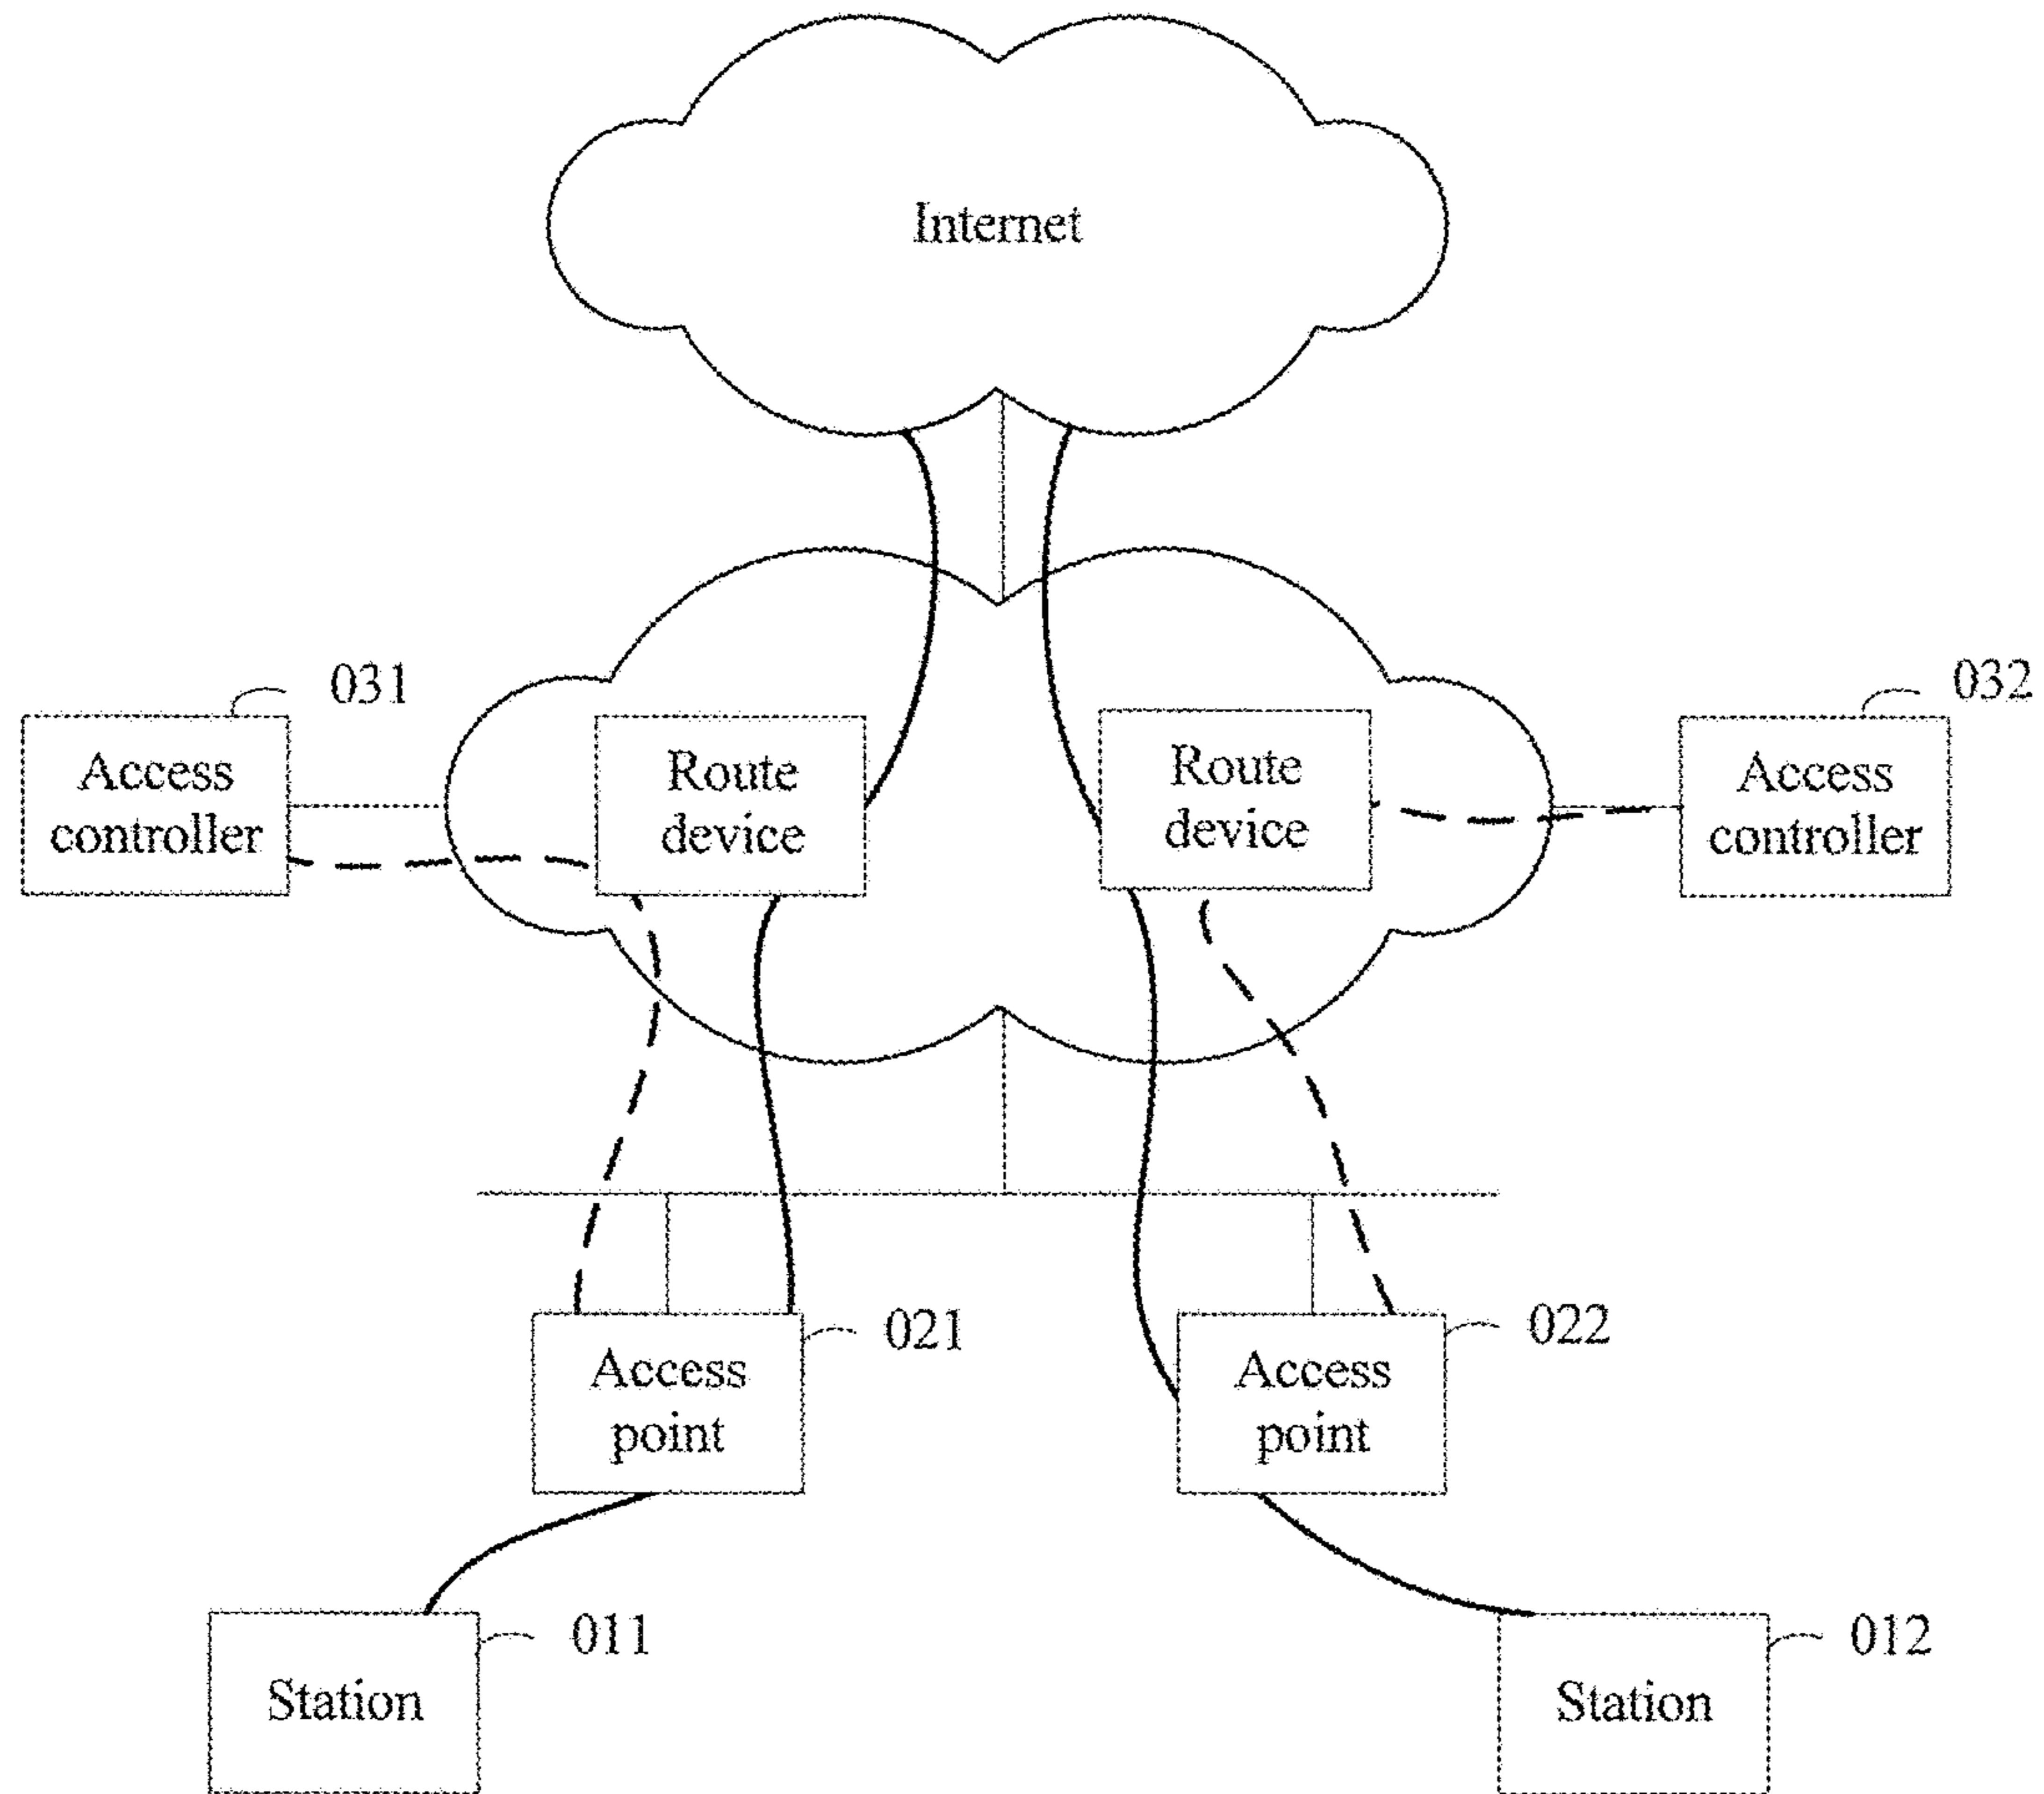 Internet
031
032
Access
controller
Route
device
Route
device
Access
controller
021
022
Access
point
Access
point
011
012
Station
Station